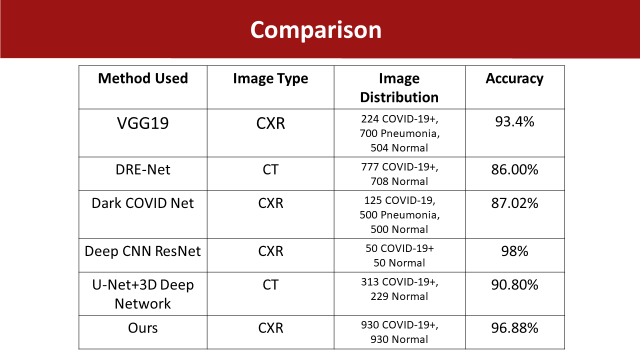 Comparison
Method Used Image Type Image Distribution Accuracy
VGG19 CXR 224 COVID-19+, 700 Pneumonia, 504 Normal 93.4%
DRE-Net CT 777 COVID-19+, 708 Normal 86.00%
Dark COVID Net CXR 125 COVID-19, 500 Pneumonia, 500 Normal 87.02%
Deep CNN ResNet CXR 50 COVID-19+ 50 Normal 98%
U-Net+3D Deep Network CT 313 COVID-19+, 229 Normal 90.80%
Ours CXR 930 COVID-19+, 930 Normal 96.88%